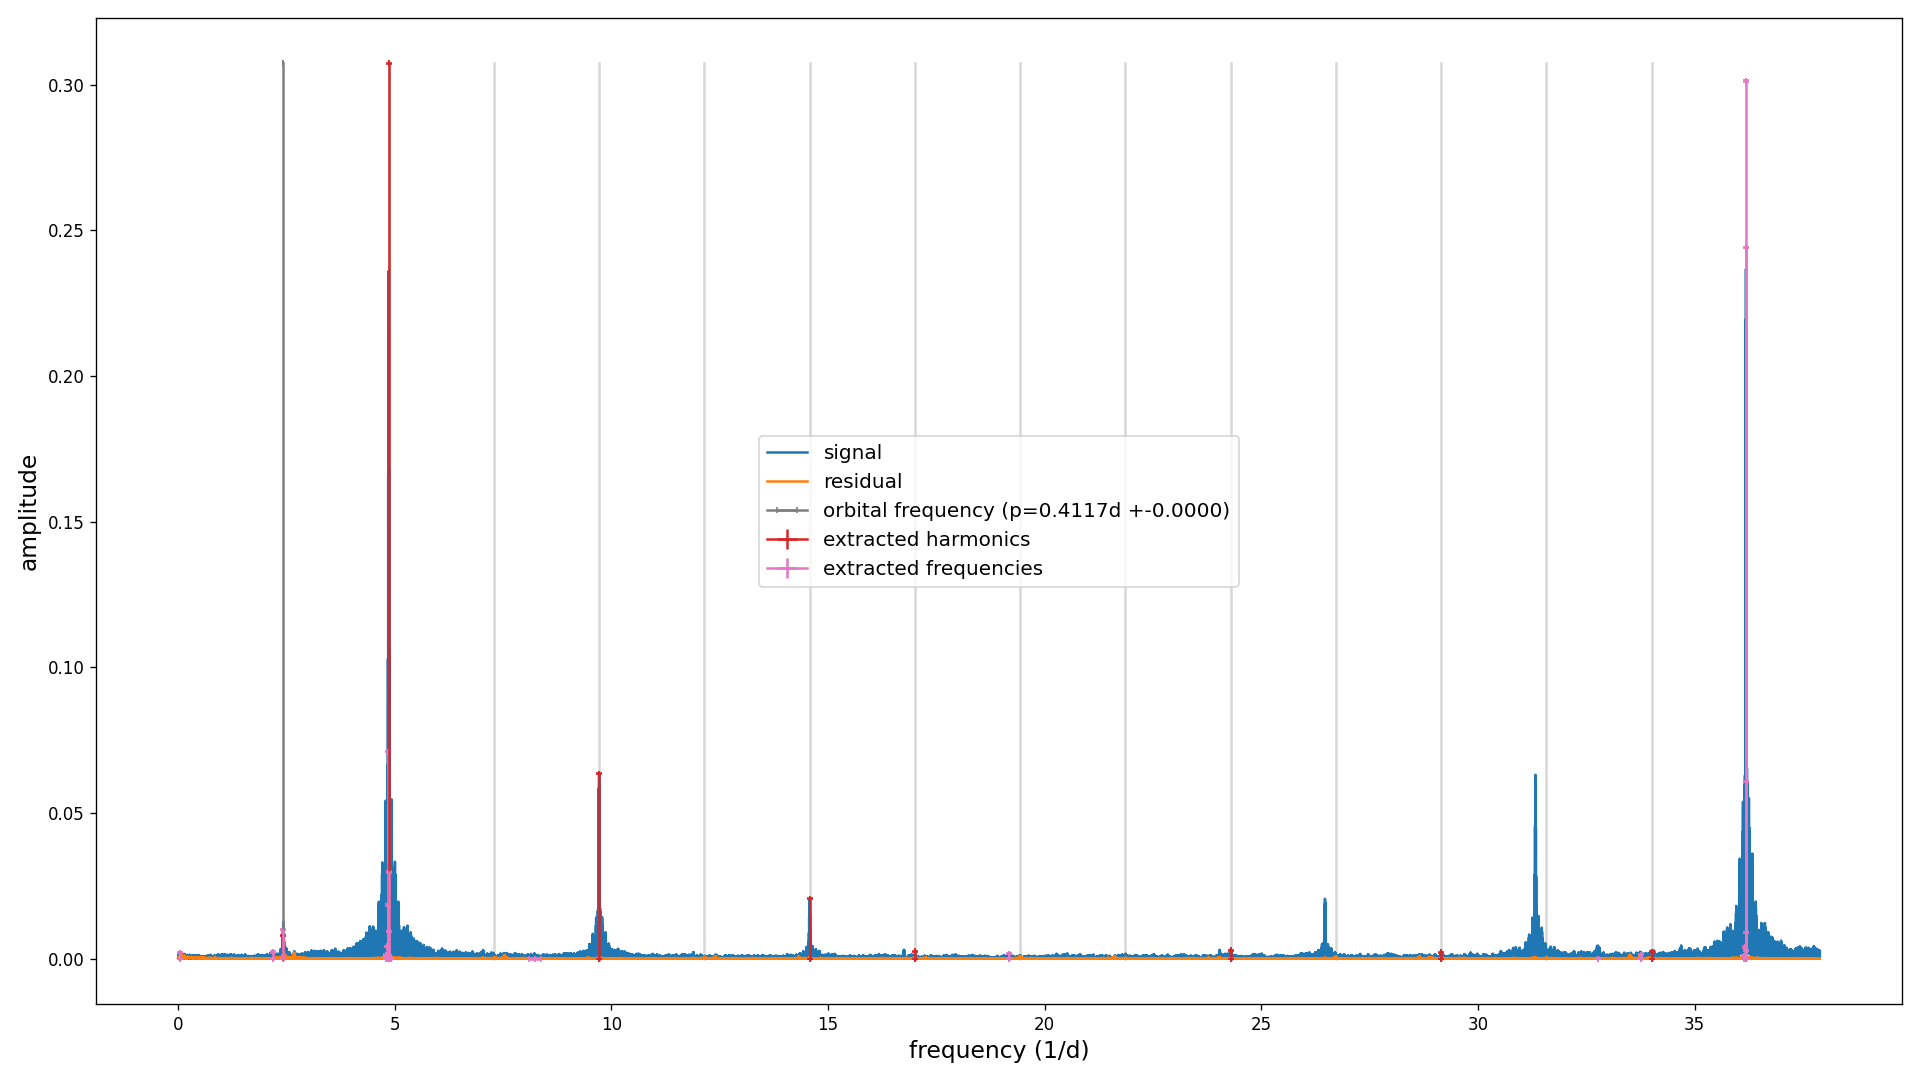 0.30
0.25
0.20
0.15
0.10
0.05
0.00
amplitude
signal
residual
orbital frequency (p=0.4117d +-0.0000)
extracted harmonics
extracted frequencies
0 5 10 15 20 25 30 35
frequency (1/d)